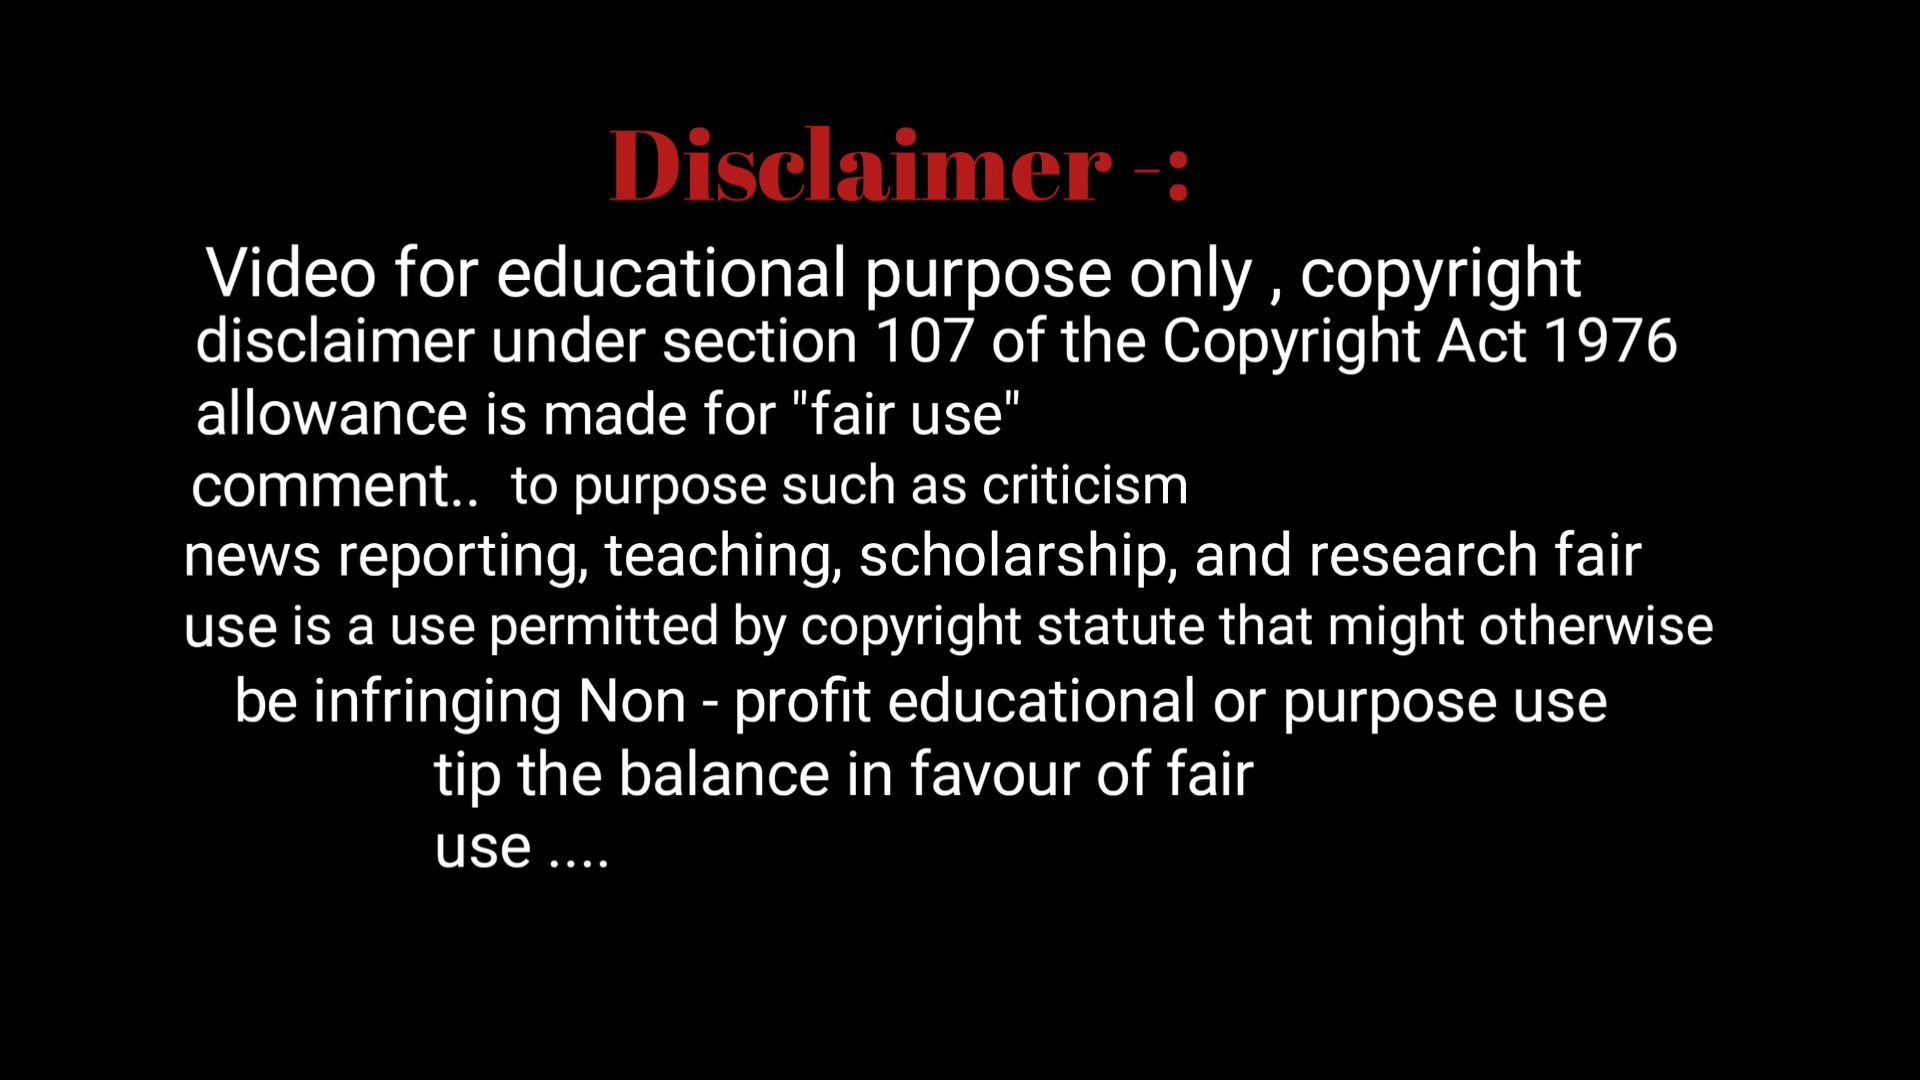 Disclaimer -:
Video for educational purpose only , copyright
disclaimer under section 107 of the Copyright Act 1976
allowance is made for "fair use"
comment.. to purpose such as criticism
news reporting, teaching, scholarship, and research fair
use is a use permitted by copyright statute that might otherwise
be infringing Non - profit educational or purpose use
tip the balance in favour of fair
use ....